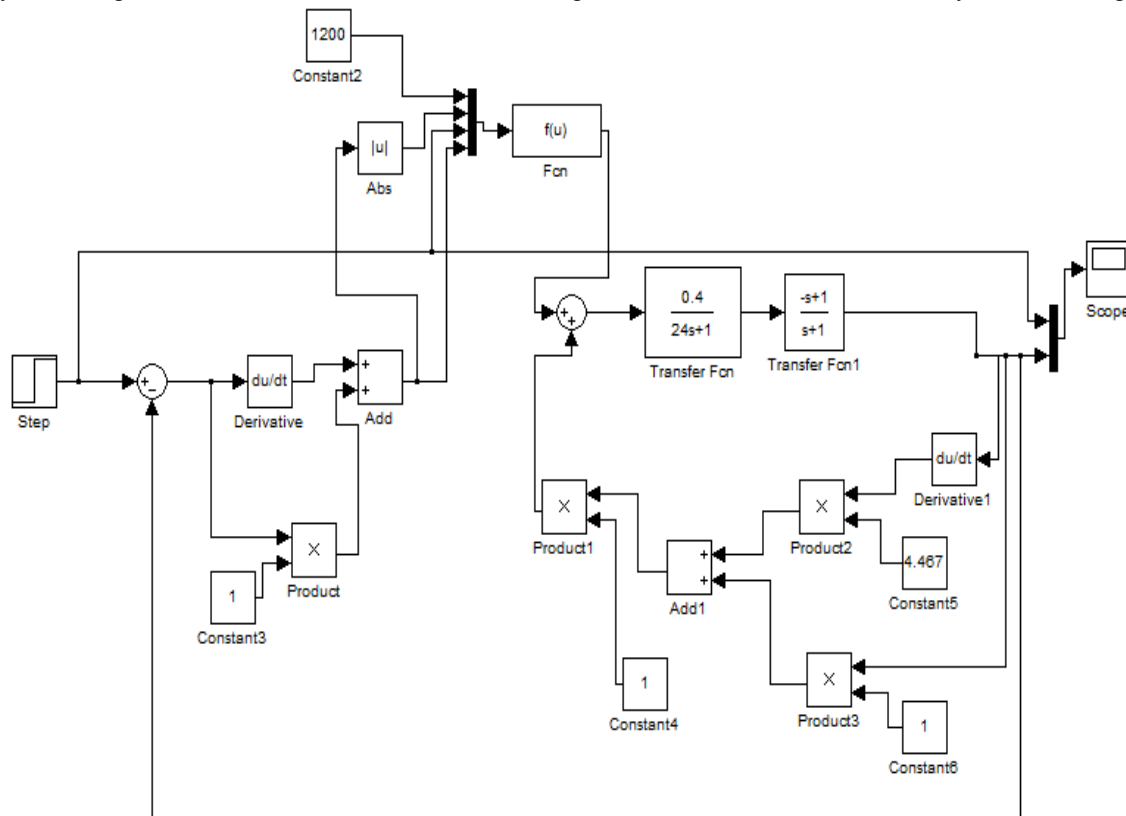 1200
Constant2
|u|
Abs
f(u)
Fcn
Scope
+
+
0.4
24s+1
Transfer Fcn
-s+1
s+1
Transfer Fcn1
Step
+
−
du/dt
Derivative
+
+
Add
du/dt
Derivative1
X
Product1
X
Product2
4.467
Constant5
+
+
Add1
X
Product
1
Constant3
1
Constant4
X
Product3
1
Constant6